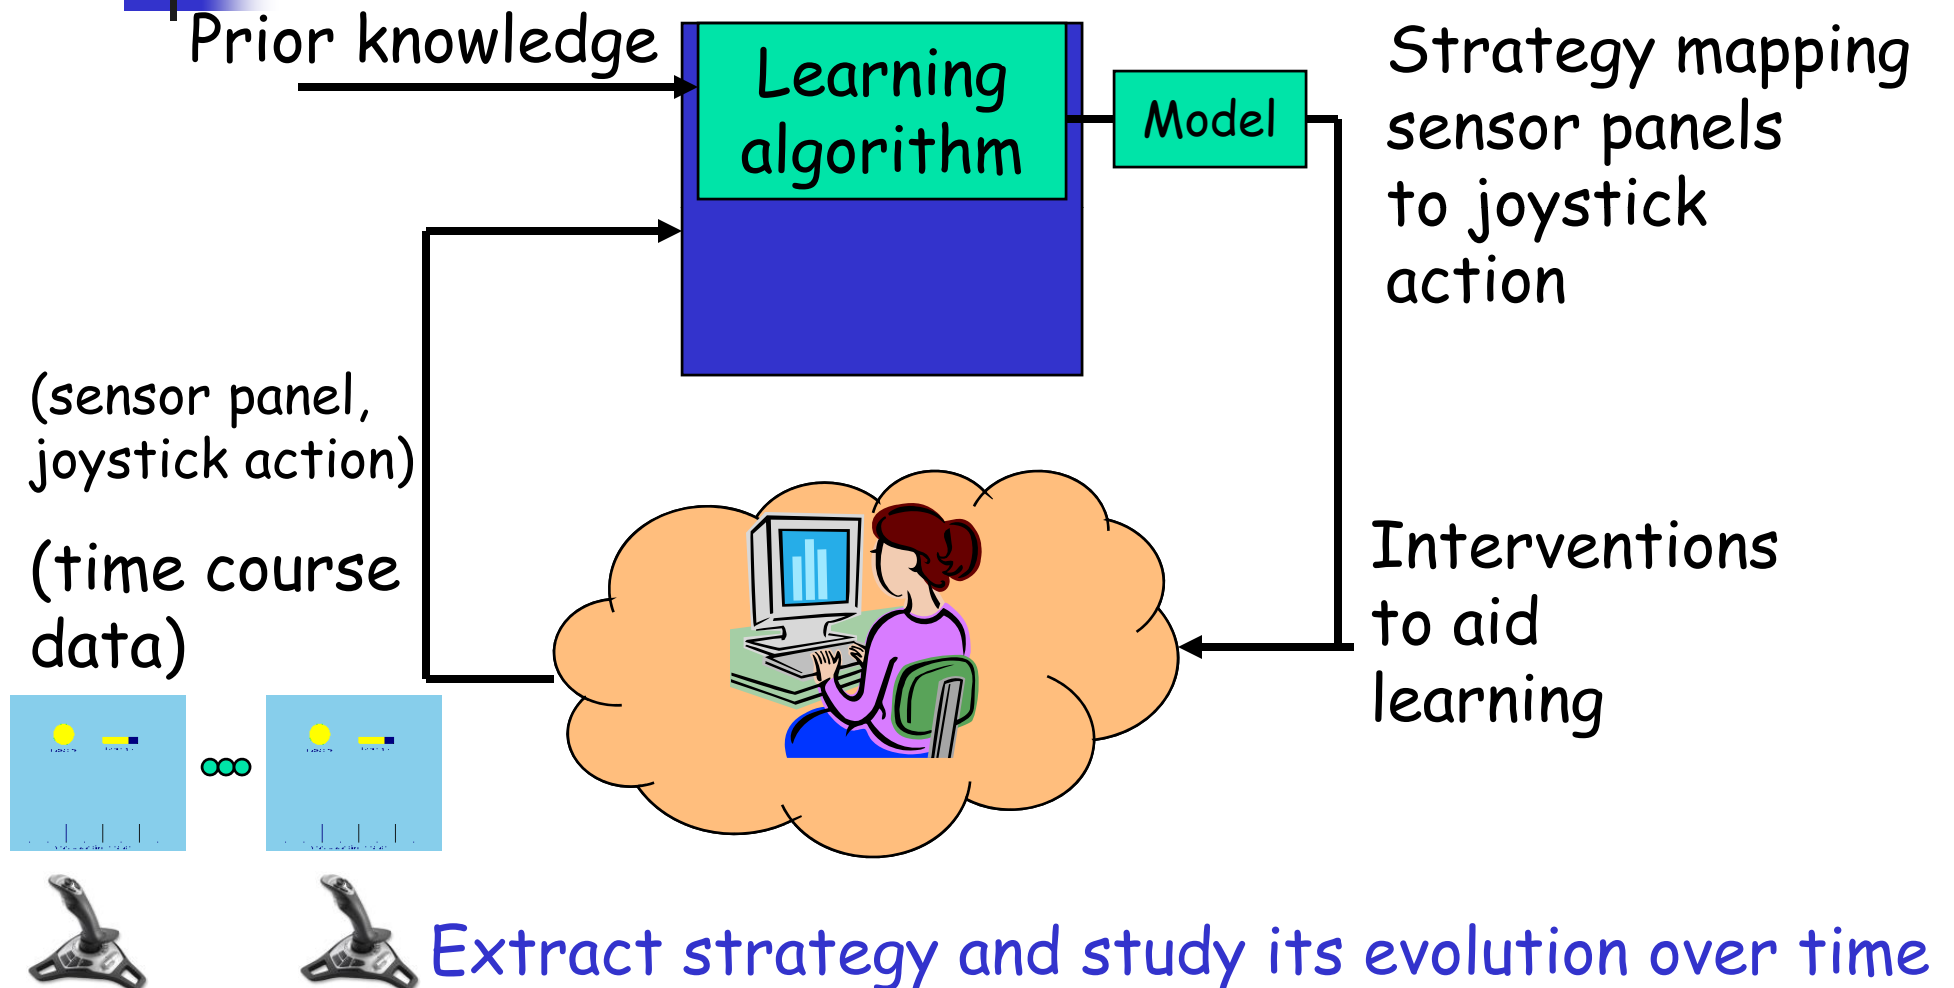 Prior knowledge
Learning
algorithm
Model
Strategy mapping
sensor panels
to joystick
action
(sensor panel,
joystick action)
(time course
data)
Interventions
to aid
learning
Extract strategy and study its evolution over time